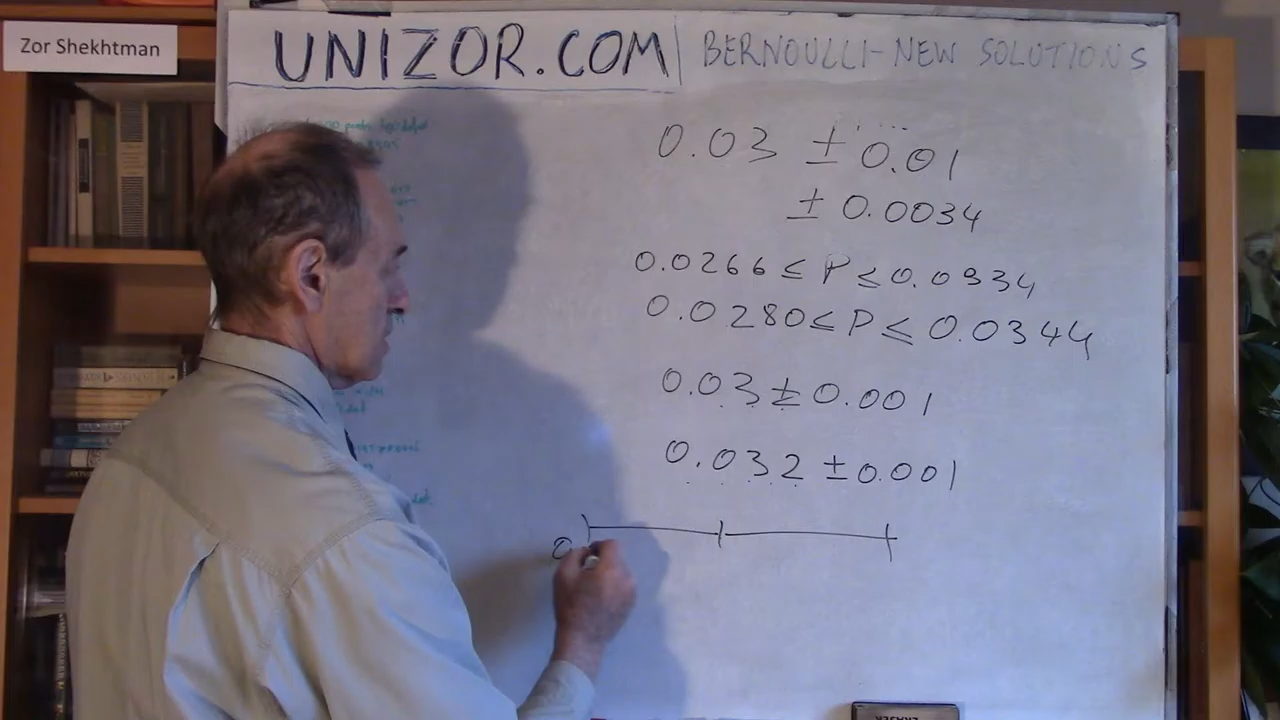 Zor Shekhtman
UNIZOR.COM | BERNOULLI-NEW SOLUTIONS
0.03 ± 0.01
± 0.0034
0.0266 ≤ P ≤ 0.0334
0.0280 ≤ P ≤ 0.0344
0.03 ± 0.001
0.032 ± 0.001
0
ERASER